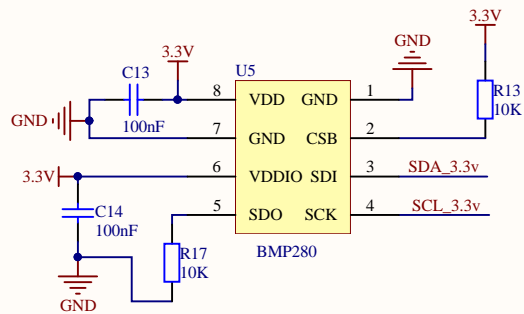 3.3V
GND
3.3V
C13
U5
R13
10K
8
VDD
GND
1
GND
100nF
7
GND
CSB
2
3.3V
6
VDDIO
SDI
3
SDA_3.3v
C14
100nF
5
SDO
SCK
4
SCL_3.3v
R17
10K
BMP280
GND